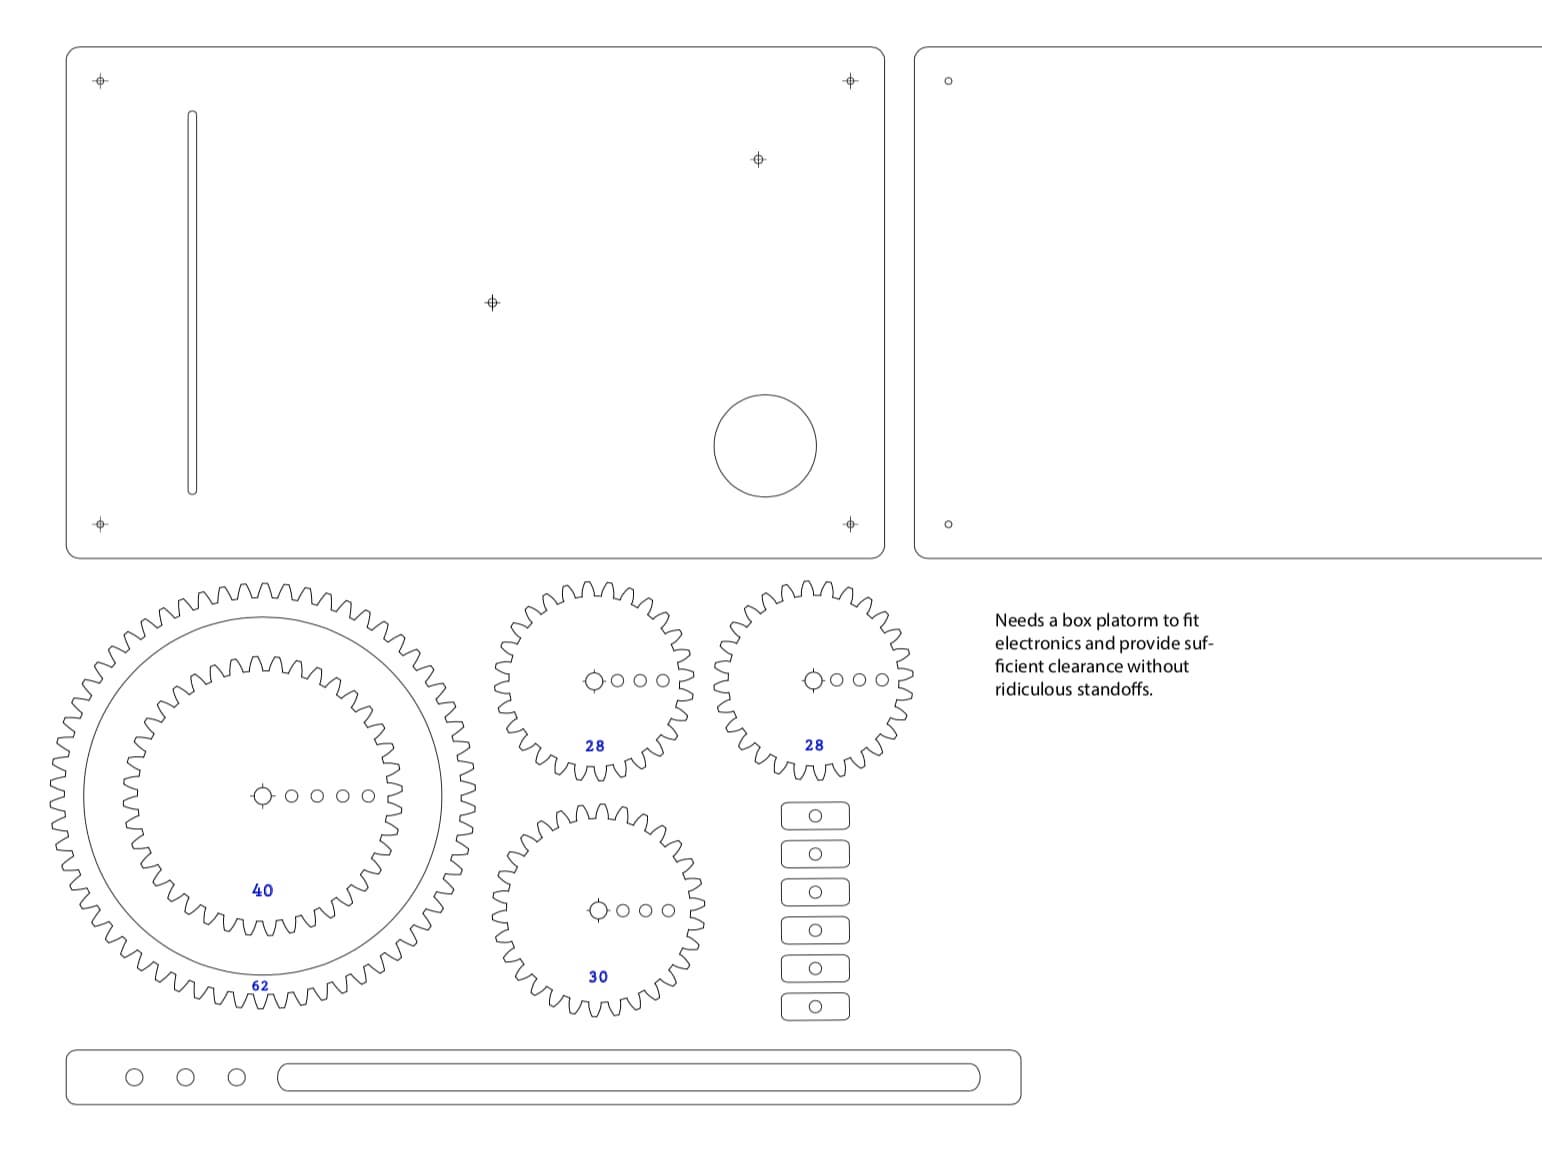 Needs a box platorm to fit
electronics and provide suf-
ficient clearance without
ridiculous standoffs.
28
28
40
30
62